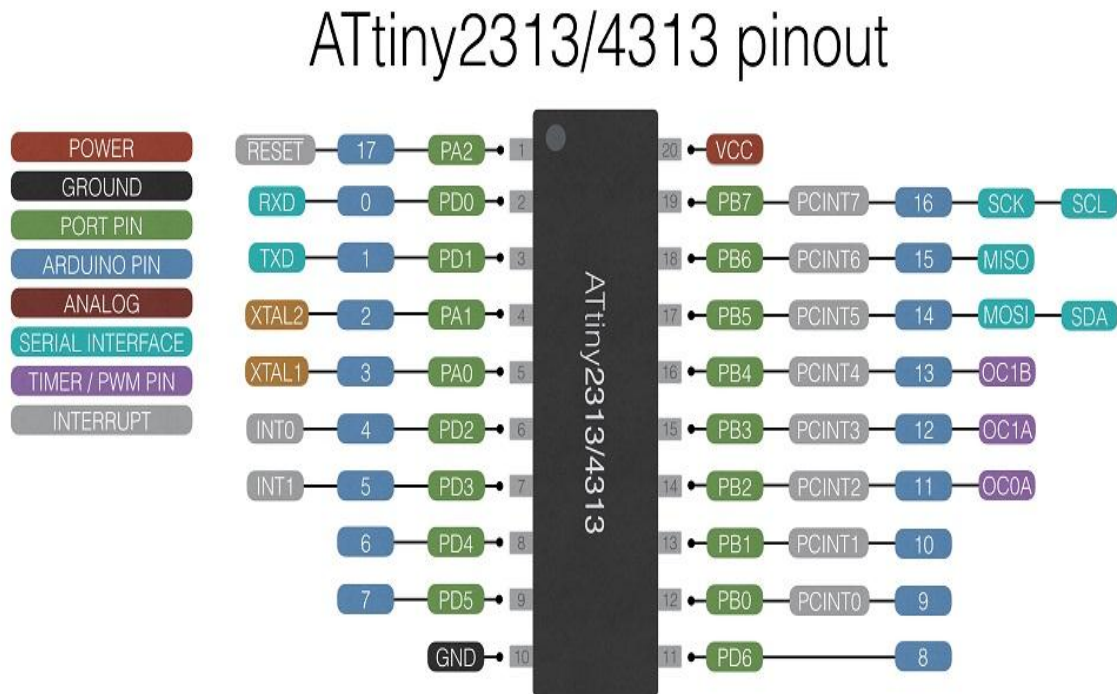 ATtiny2313/4313 pinout
POWER
GROUND
PORT PIN
ARDUINO PIN
ANALOG
SERIAL INTERFACE
TIMER / PWM PIN
INTERRUPT
RESET 17 PA2 1 20 VCC
RXD 0 PD0 2 19 PB7 PCINT7 16 SCK SCL
TXD 1 PD1 3 18 PB6 PCINT6 15 MISO
XTAL2 2 PA1 4 17 PB5 PCINT5 14 MOSI SDA
XTAL1 3 PA0 5 16 PB4 PCINT4 13 OC1B
INT0 4 PD2 6 15 PB3 PCINT3 12 OC1A
INT1 5 PD3 7 14 PB2 PCINT2 11 OC0A
6 PD4 8 13 PB1 PCINT1 10
7 PD5 9 12 PB0 PCINT0 9
GND 10 11 PD6 8
ATtiny2313/4313